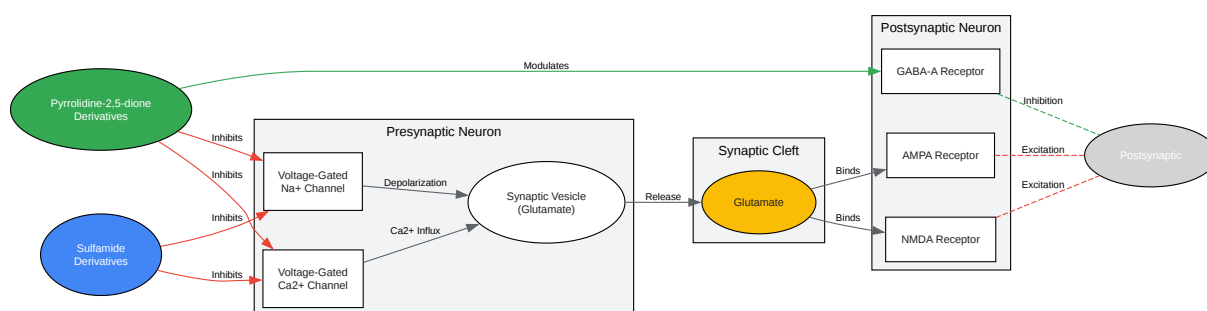 Postsynaptic Neuron
Modulates
GABA-A Receptor
Pyrrolidine-2,5-dione
Derivatives
Inhibition
Inhibits
Presynaptic Neuron
Synaptic Cleft
AMPA Receptor
Excitation
Postsynaptic
Voltage-Gated
Na+ Channel
Depolarization
Inhibits
Synaptic Vesicle
(Glutamate)
Release
Glutamate
Binds
Excitation
Binds
Inhibits
Ca2+ Influx
NMDA Receptor
Sulfamide
Derivatives
Inhibits
Voltage-Gated
Ca2+ Channel